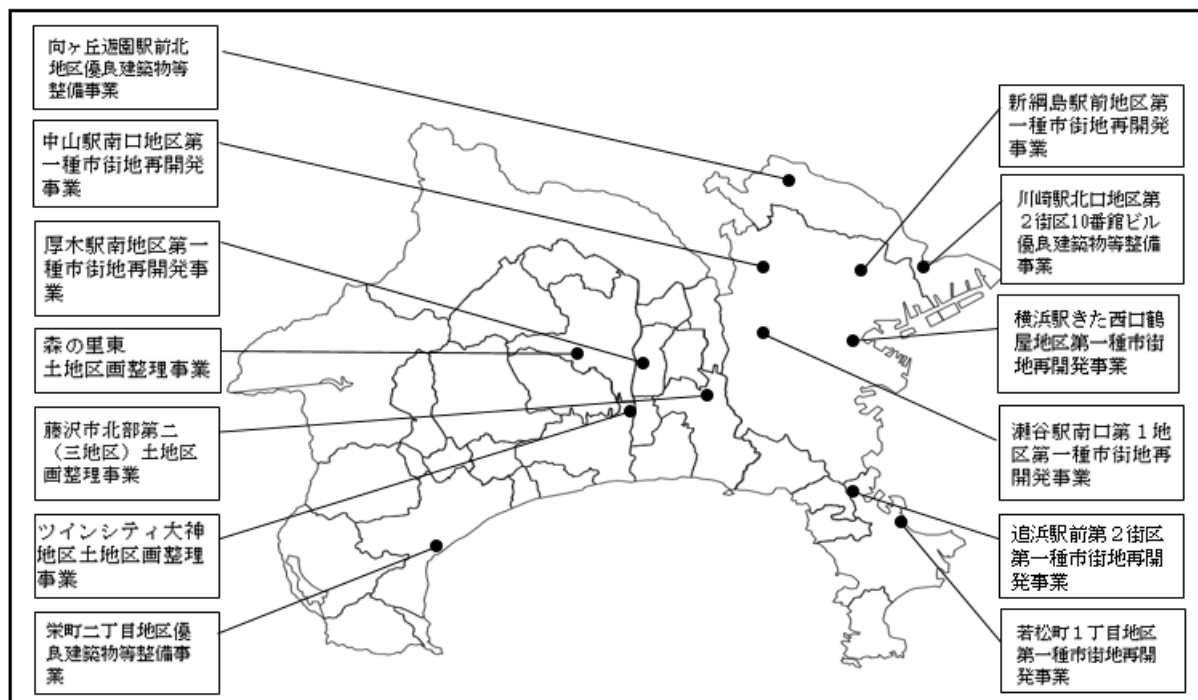 向ヶ丘遊園駅前北
地区優良建築物等
整備事業
中山駅南口地区第
一種市街地再開発
事業
厚木駅南地区第一
種市街地再開発事
業
森の里東
土地区画整理事業
藤沢市北部第二
（三地区）土地区
画整理事業
ツインシティ大神
地区土地区画整理
事業
栄町二丁目地区優
良建築物等整備事
業
新綱島駅前地区第
一種市街地再開発
事業
川崎駅北口地区第
２街区10番館ビル
優良建築物等整備
事業
横浜駅きた西口鶴
屋地区第一種市街
地再開発事業
瀬谷駅南口第１地
区第一種市街地再
開発事業
追浜駅前第２街区
第一種市街地再開
発事業
若松町１丁目地区
第一種市街地再開
発事業